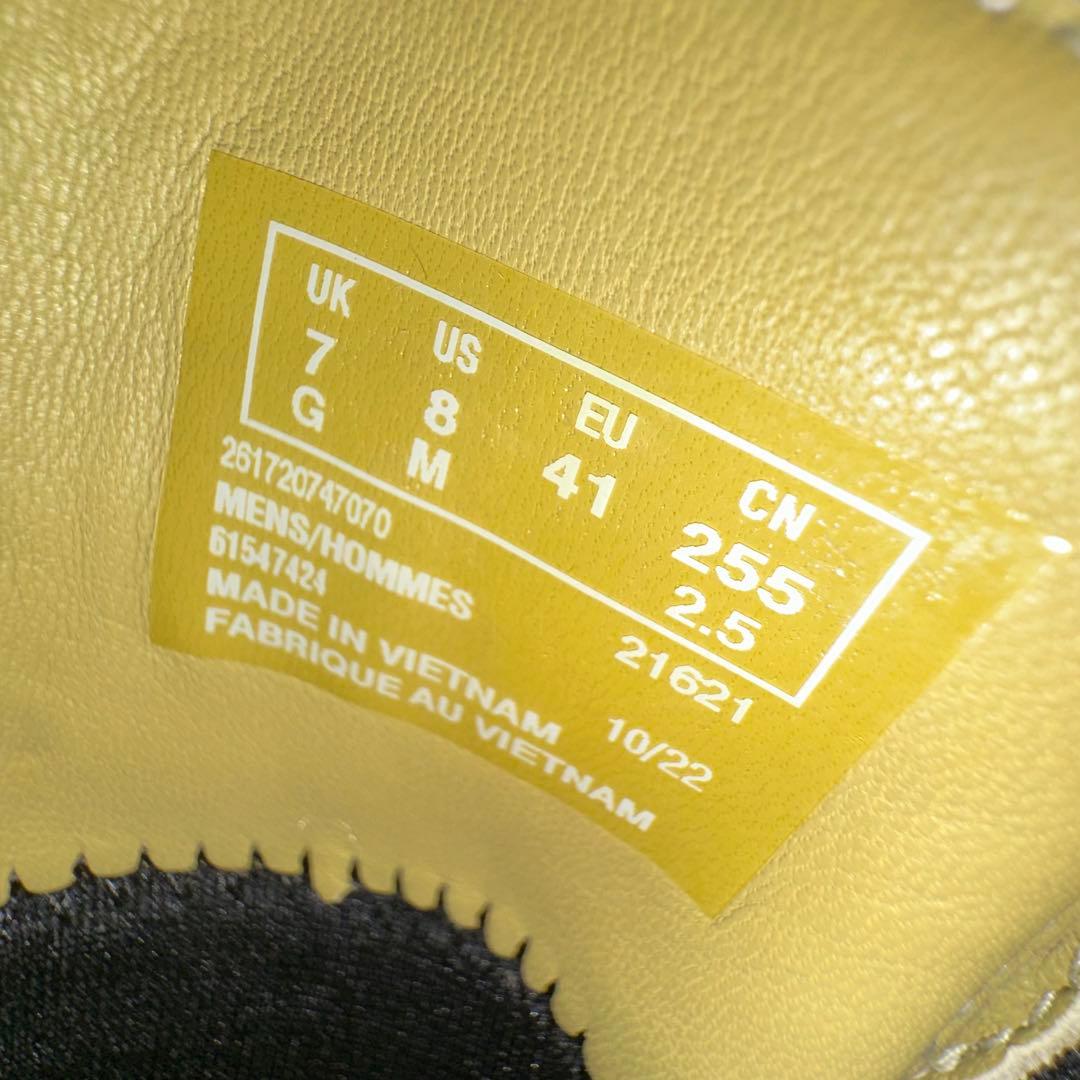 UK US EU CN
7 8 41 255
G M 2.5
261720747070 21621
MENS/HOMMES
61547424
MADE IN VIETNAM 10/22
FABRIQUE AU VIETNAM